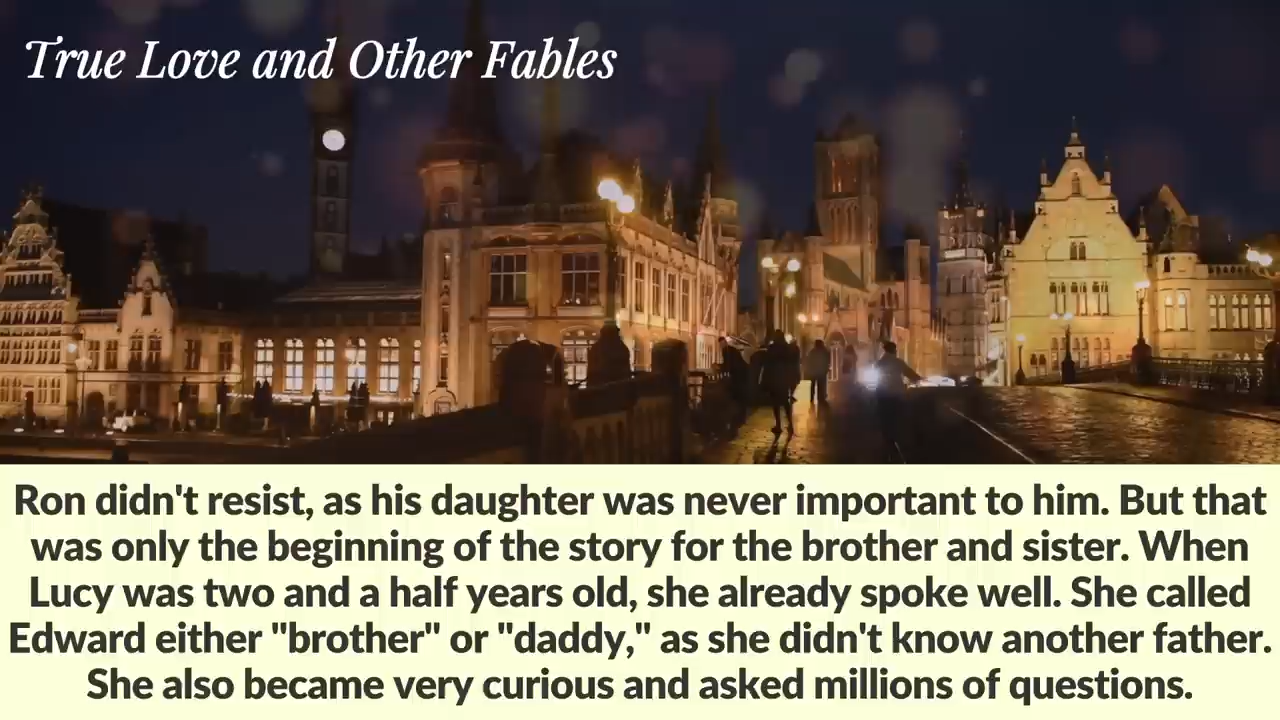 True Love and Other Fables
Ron didn't resist, as his daughter was never important to him. But that
was only the beginning of the story for the brother and sister. When
Lucy was two and a half years old, she already spoke well. She called
Edward either "brother" or "daddy," as she didn't know another father.
She also became very curious and asked millions of questions.